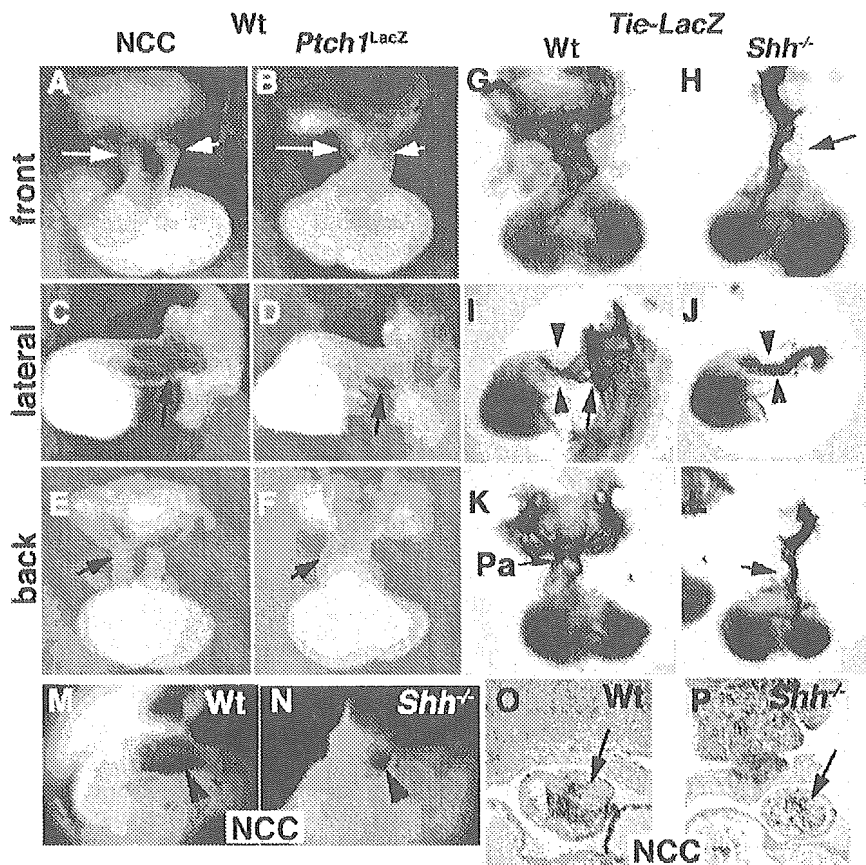 Wt
NCC
Ptch1LacZ
Tie-LacZ
Wt
Shh-/-
front
A
B
G
H
lateral
C
D
I
J
back
E
F
K
Pa
M
Wt
N
Shh-/-
O
Wt
P
Shh-/-
NCC
NCC